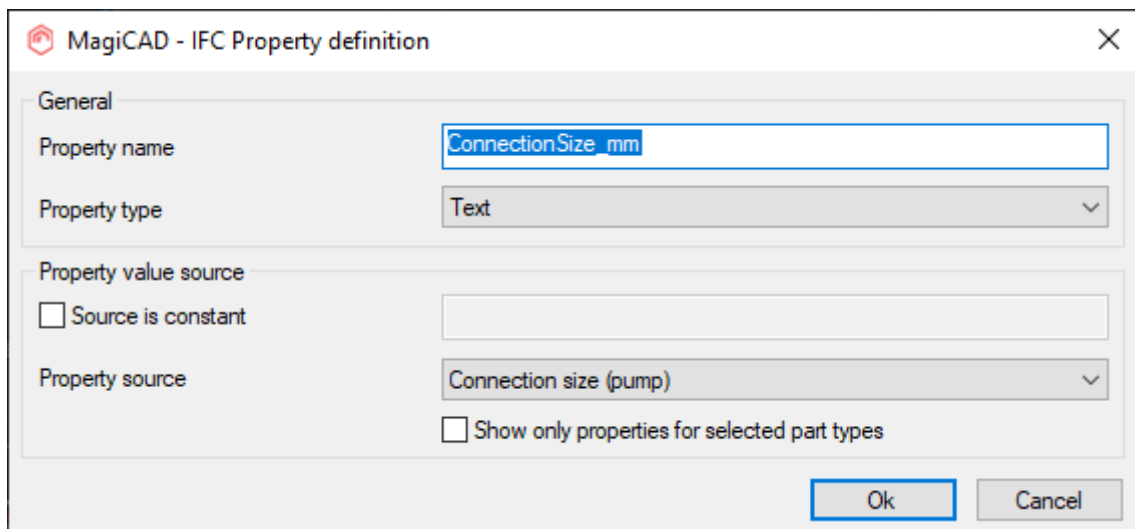 MagiCAD - IFC Property definition
General
Property name
ConnectionSize_mm
Property type
Text
Property value source
Source is constant
Property source
Connection size (pump)
Show only properties for selected part types
Ok
Cancel